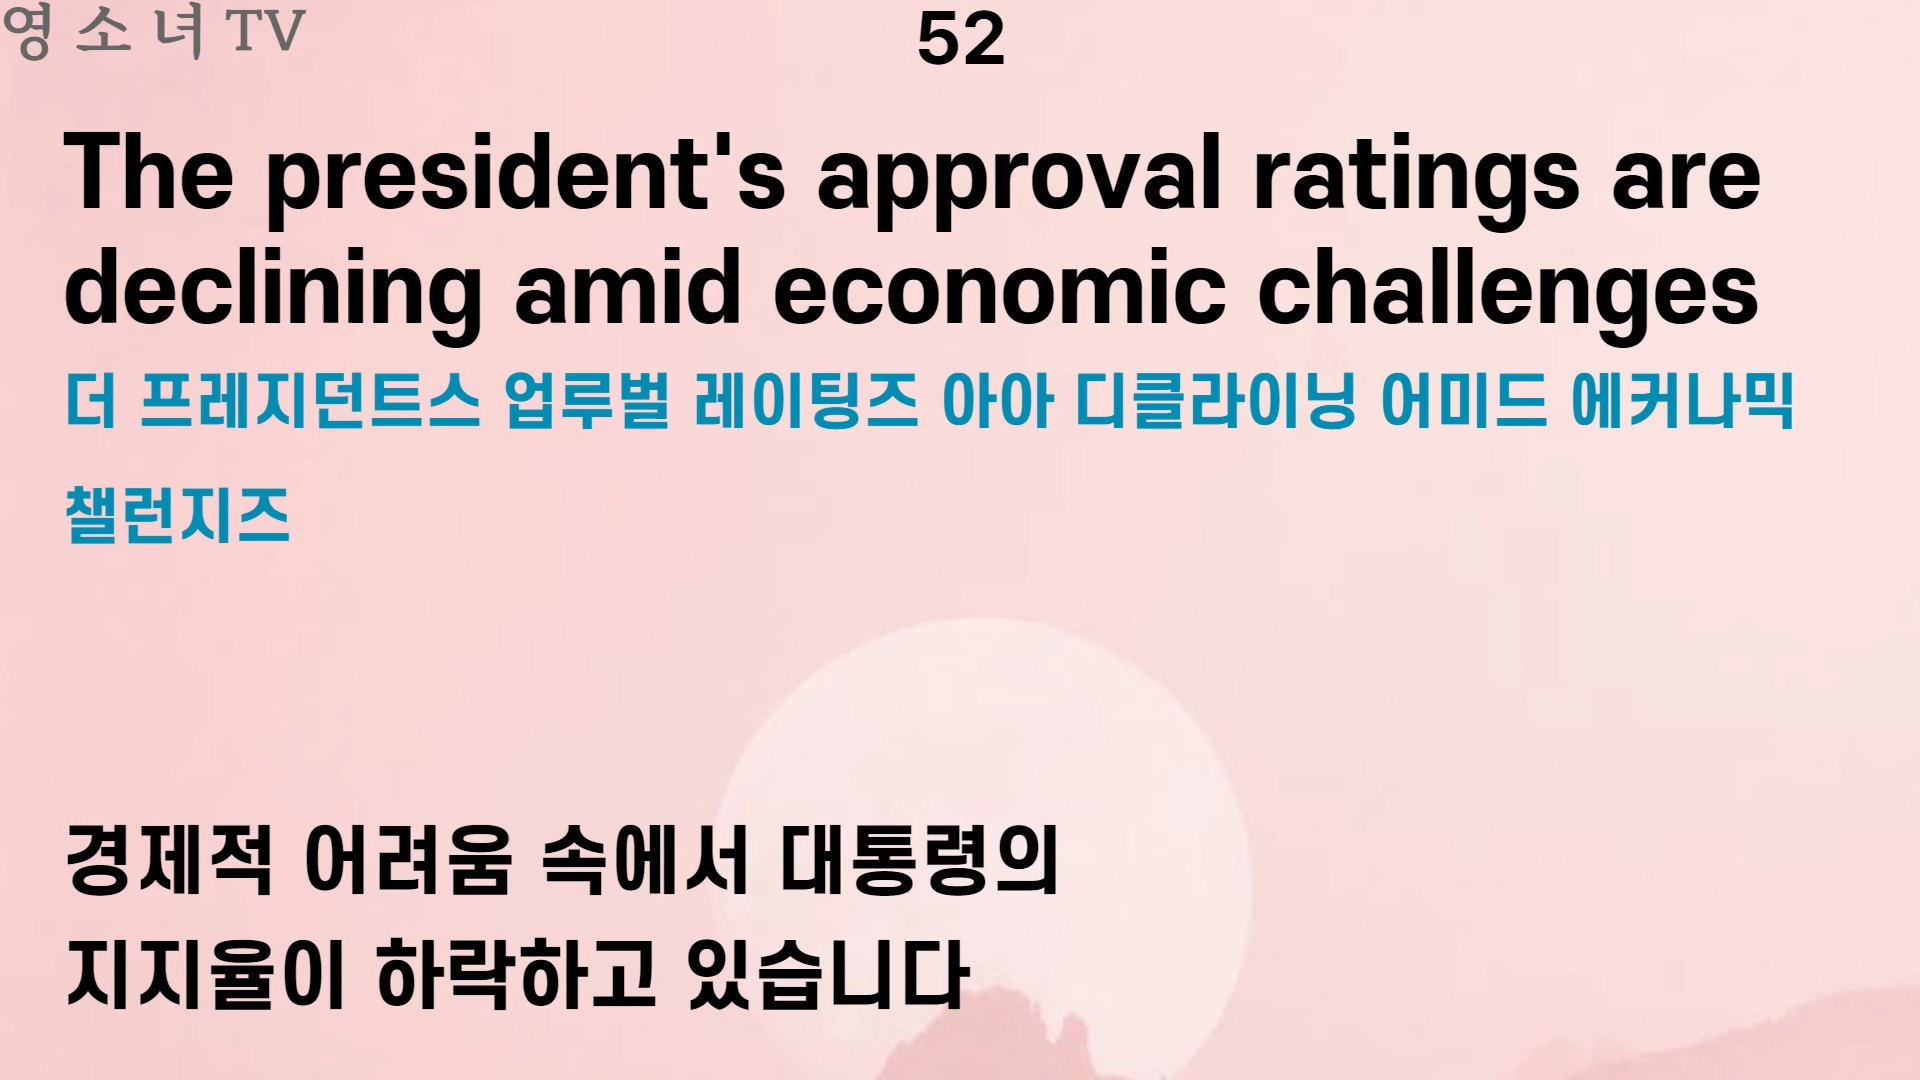 영소녀TV
52
The president's approval ratings are
declining amid economic challenges
더 프레지던트스 업루벌 레이팅즈 아아 디클라이닝 어미드 에커나믹
챌런지즈
경제적 어려움 속에서 대통령의
지지율이 하락하고 있습니다